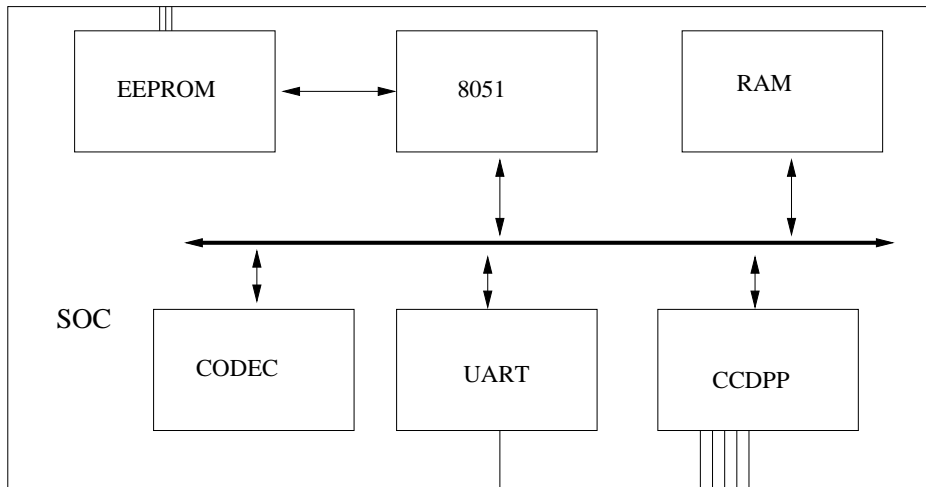 EEPROM
8051
RAM
SOC
CODEC
UART
CCDPP